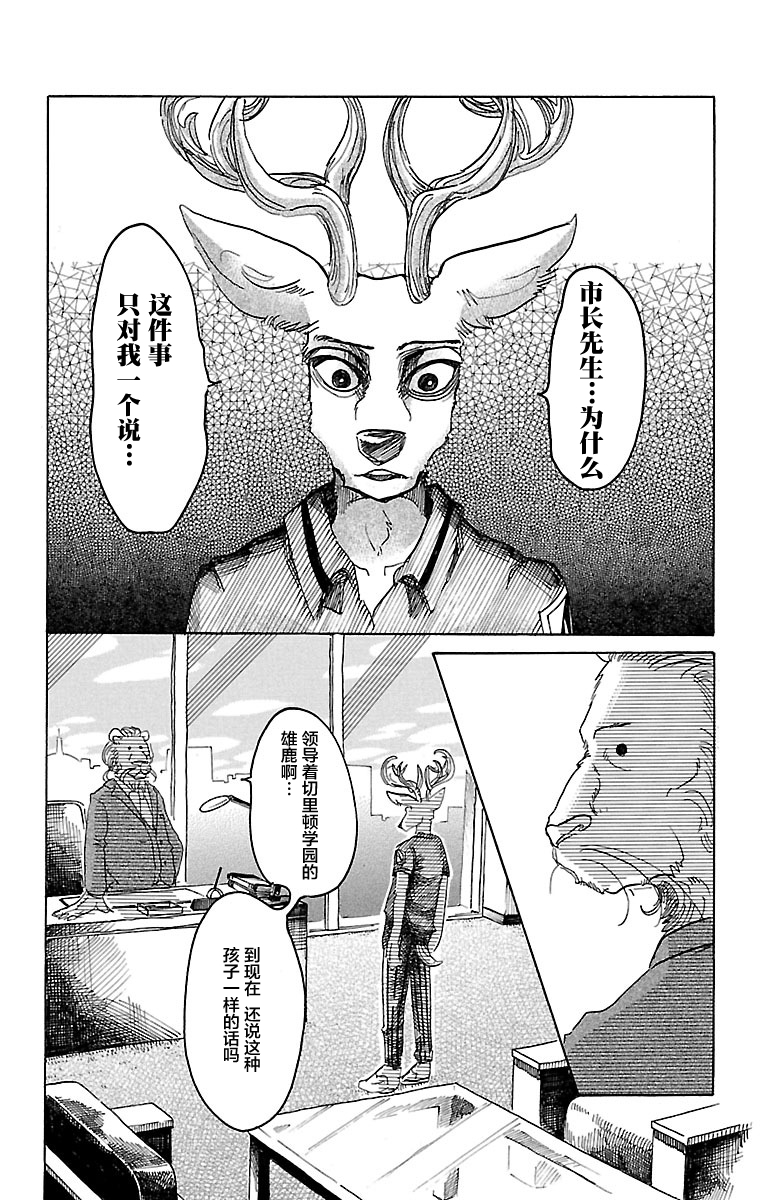 市长先生…为什么
这件事
只对我一个说…
领导着切里顿学园的
雄鹿啊…
到现在 还说这种
孩子一样的话吗